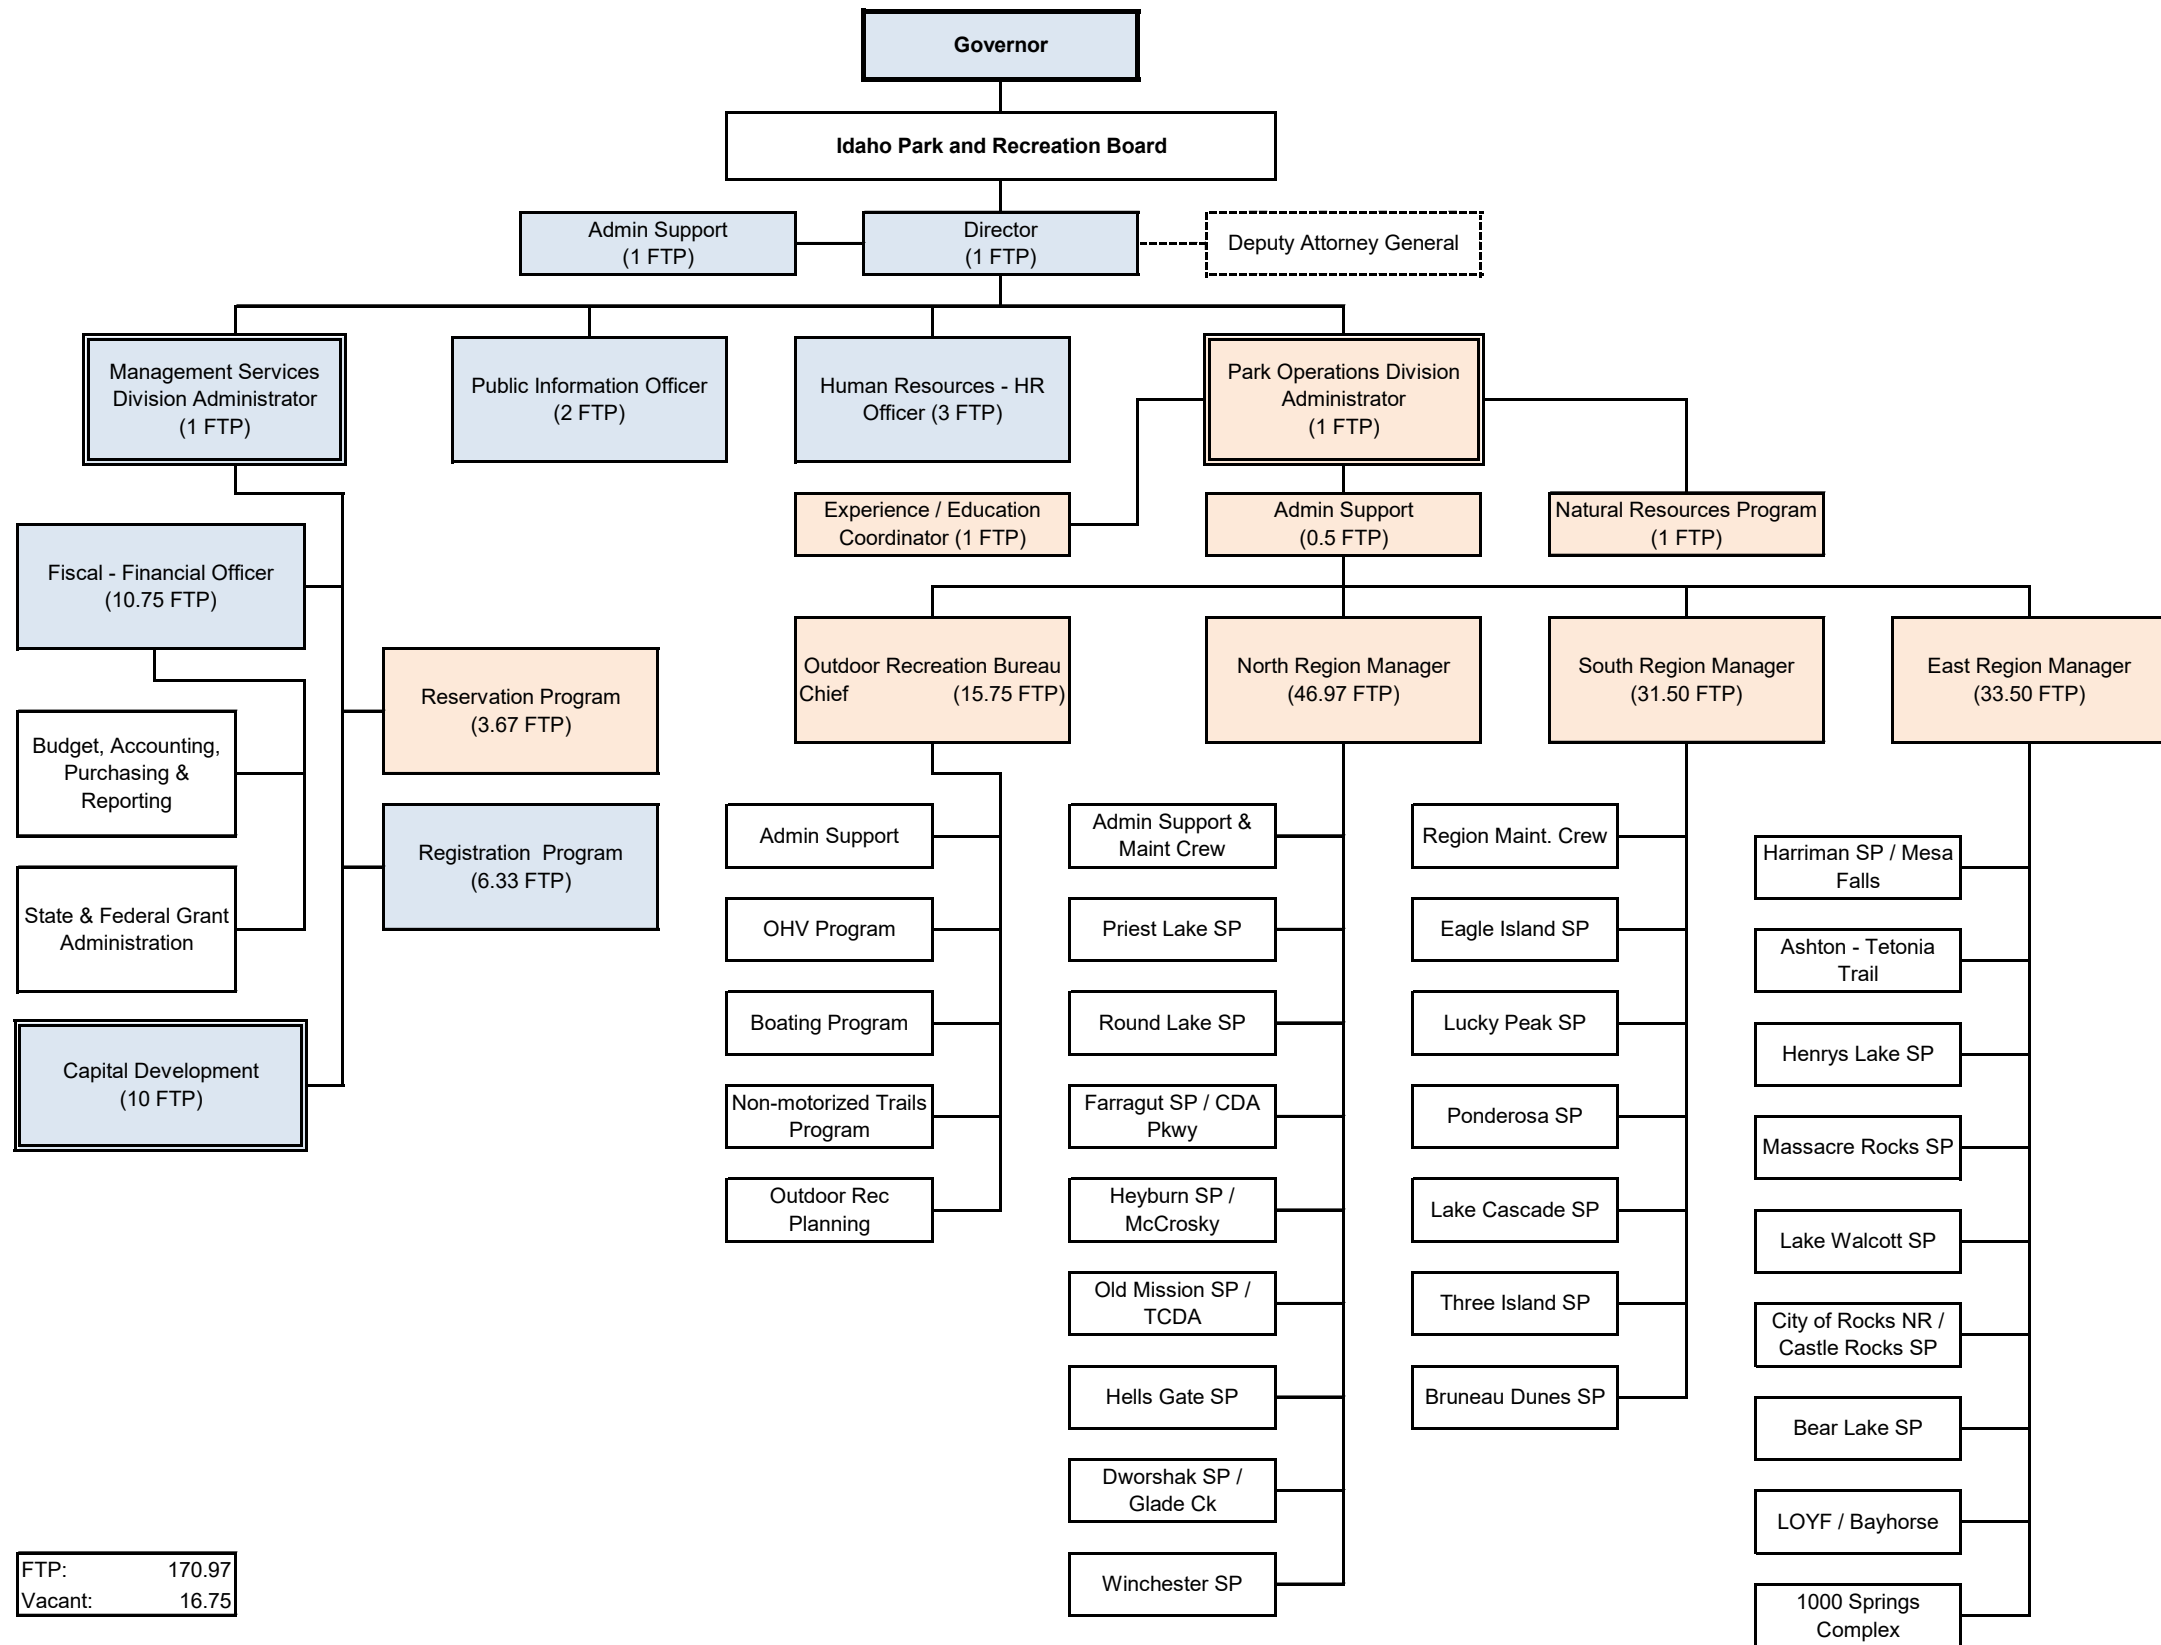 Governor
Idaho Park and Recreation Board
Admin Support
(1 FTP)
Director
(1 FTP)
Deputy Attorney General
Management Services
Division Administrator
(1 FTP)
Public Information Officer
(2 FTP)
Human Resources - HR
Officer (3 FTP)
Park Operations Division
Administrator
(1 FTP)
Experience / Education
Coordinator (1 FTP)
Admin Support
(0.5 FTP)
Natural Resources Program
(1 FTP)
Fiscal - Financial Officer
(10.75 FTP)
Reservation Program
(3.67 FTP)
Budget, Accounting,
Purchasing &
Reporting
Registration  Program
(6.33 FTP)
State & Federal Grant
Administration
Capital Development
(10 FTP)
Outdoor Recreation Bureau
Chief (15.75 FTP)
North Region Manager
(46.97 FTP)
South Region Manager
(31.50 FTP)
East Region Manager
(33.50 FTP)
Admin Support
OHV Program
Boating Program
Non-motorized Trails
Program
Outdoor Rec
Planning
Admin Support &
Maint Crew
Priest Lake SP
Round Lake SP
Farragut SP / CDA
Pkwy
Heyburn SP /
McCrosky
Old Mission SP /
TCDA
Hells Gate SP
Dworshak SP /
Glade Ck
Winchester SP
Region Maint. Crew
Eagle Island SP
Lucky Peak SP
Ponderosa SP
Lake Cascade SP
Three Island SP
Bruneau Dunes SP
Harriman SP / Mesa
Falls
Ashton - Tetonia
Trail
Henrys Lake SP
Massacre Rocks SP
Lake Walcott SP
City of Rocks NR /
Castle Rocks SP
Bear Lake SP
LOYF / Bayhorse
1000 Springs
Complex
FTP: 170.97
Vacant: 16.75